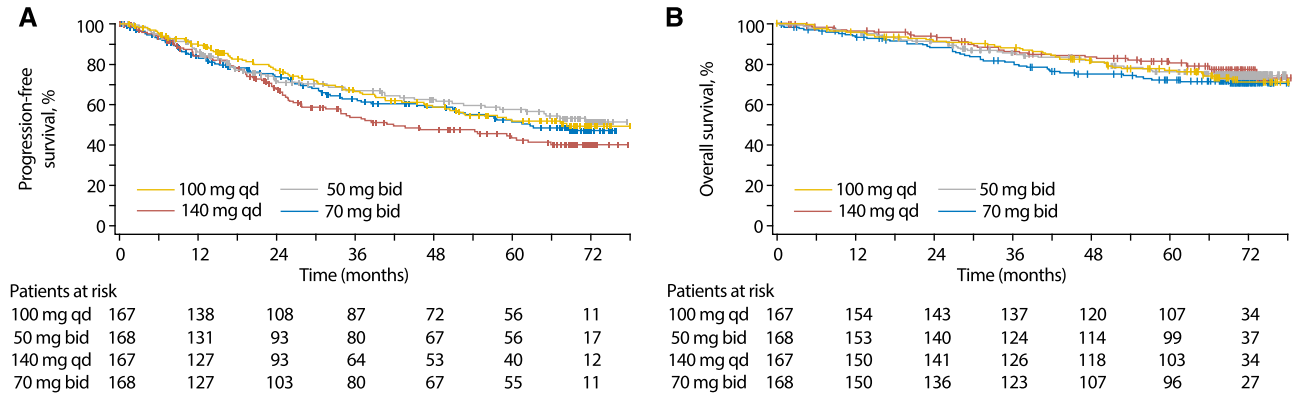 A
Progression-free
survival, %
100
80
60
40
20
0
100 mg qd
50 mg bid
140 mg qd
70 mg bid
0 12 24 36 48 60 72
Time (months)
Patients at risk
100 mg qd 167 138 108 87 72 56 11
50 mg bid 168 131 93 80 67 56 17
140 mg qd 167 127 93 64 53 40 12
70 mg bid 168 127 103 80 67 55 11
B
Overall survival, %
100
80
60
40
20
0
100 mg qd
50 mg bid
140 mg qd
70 mg bid
0 12 24 36 48 60 72
Time (months)
Patients at risk
100 mg qd 167 154 143 137 120 107 34
50 mg bid 168 153 140 124 114 99 37
140 mg qd 167 150 141 126 118 103 34
70 mg bid 168 150 136 123 107 96 27